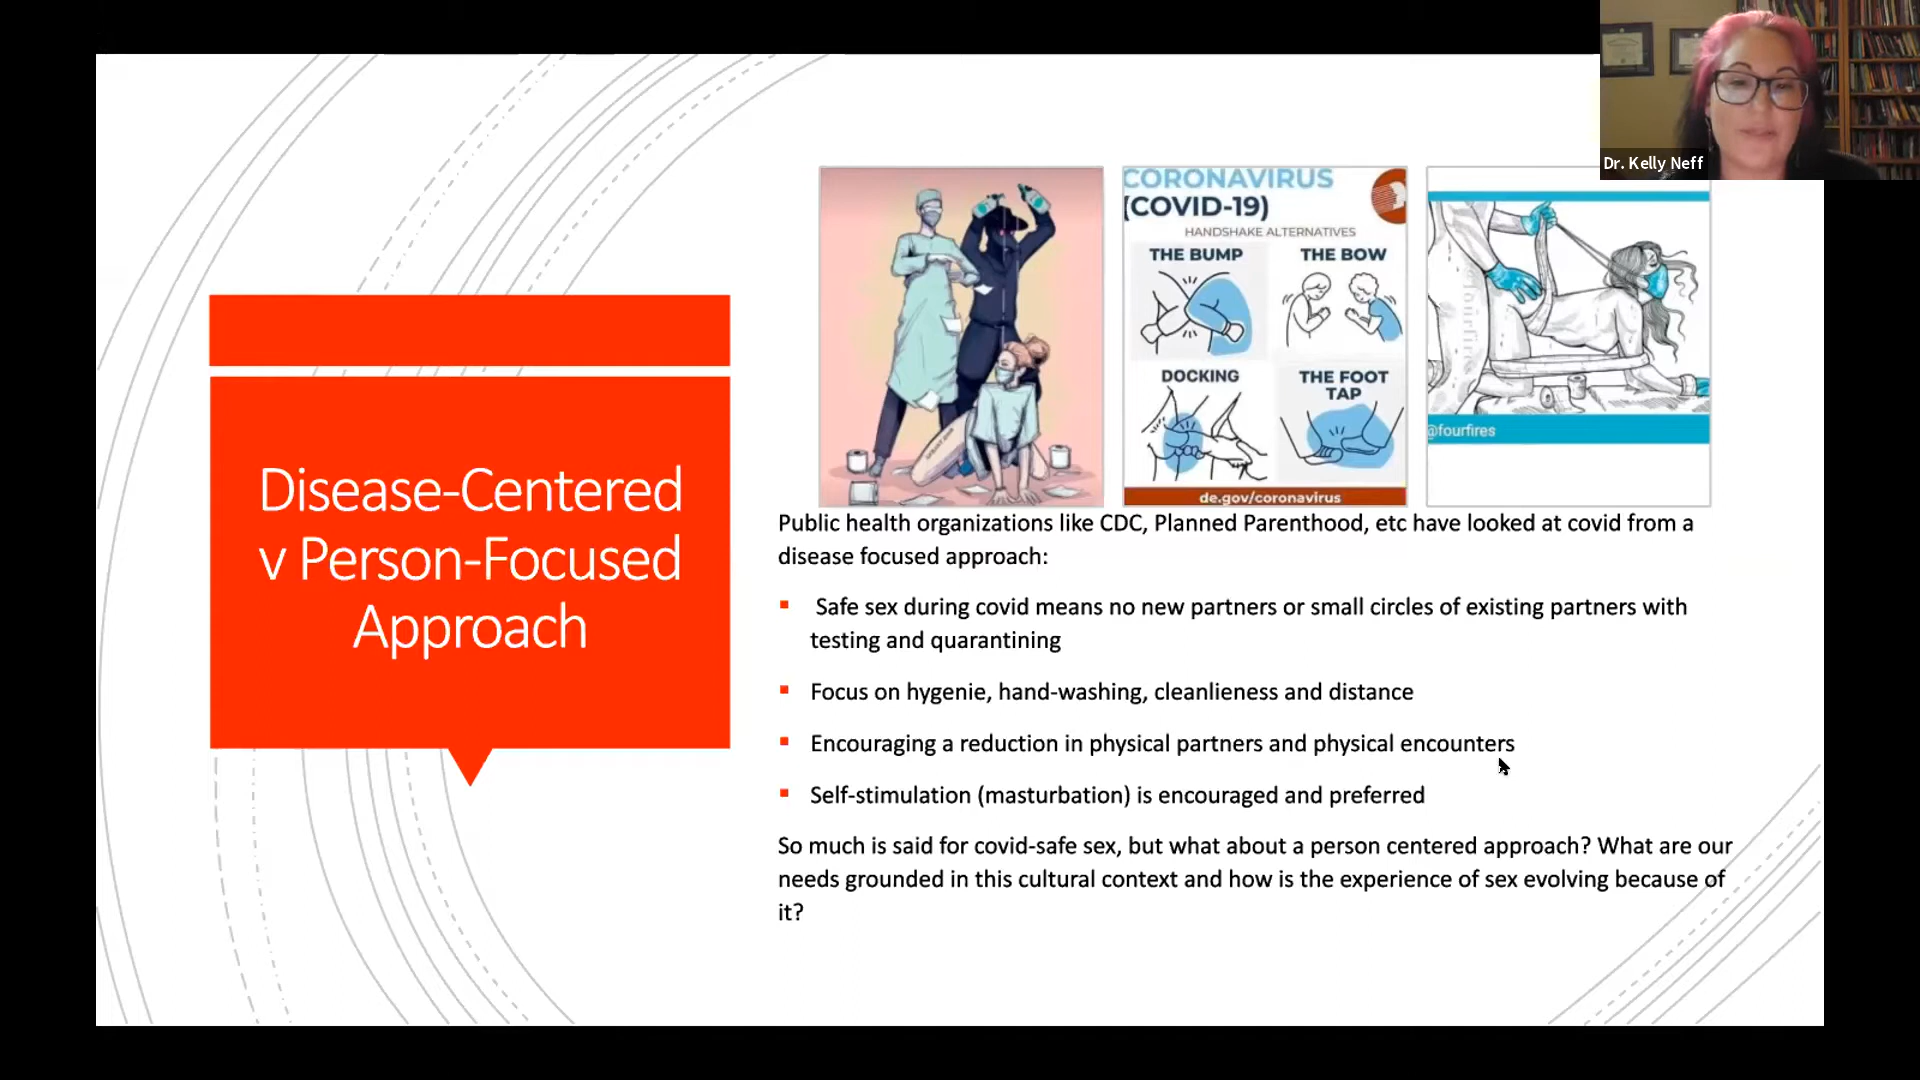 Dr. Kelly Neff
Disease-Centered
v Person-Focused
Approach
CORONAVIRUS
(COVID-19)
HANDSHAKE ALTERNATIVES
THE BUMP
THE BOW
DOCKING
THE FOOT
TAP
de.gov/coronavirus
@fourfires
Public health organizations like CDC, Planned Parenthood, etc have looked at covid from a
disease focused approach:
Safe sex during covid means no new partners or small circles of existing partners with
testing and quarantining
Focus on hygenie, hand-washing, cleanlieness and distance
Encouraging a reduction in physical partners and physical encounters
Self-stimulation (masturbation) is encouraged and preferred
So much is said for covid-safe sex, but what about a person centered approach? What are our
needs grounded in this cultural context and how is the experience of sex evolving because of
it?